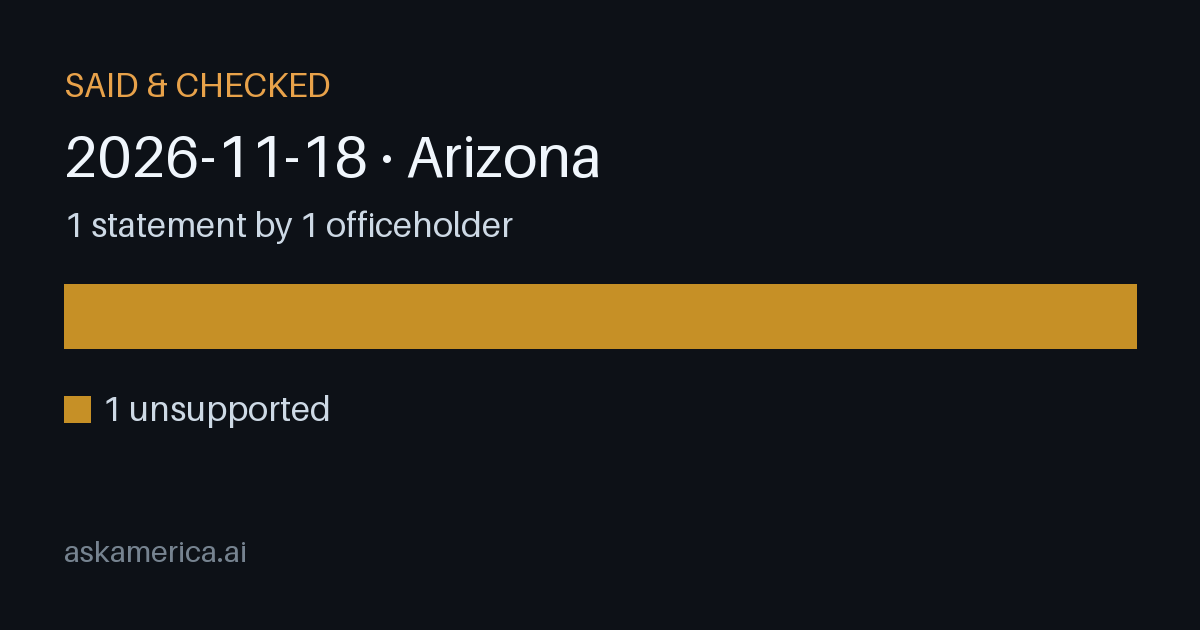 SAID & CHECKED
2026-11-18 · Arizona
1 statement by 1 officeholder
1 unsupported
askamerica.ai